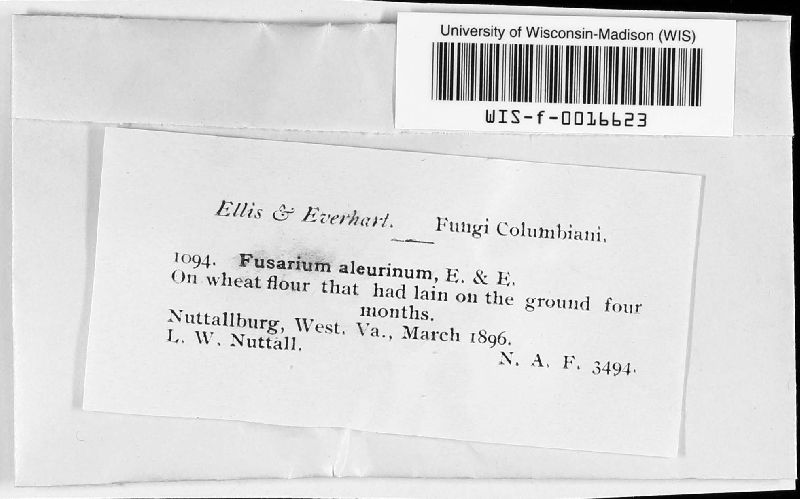 University of Wisconsin-Madison (WIS)
WIS-f-0016623
Ellis & Everhart. Fungi Columbiani.
1094. Fusarium aleurinum, E. & E.
On wheat flour that had lain on the ground four
months.
Nuttallburg, West. Va., March 1896.
L. W. Nuttall.
N. A. F. 3494.